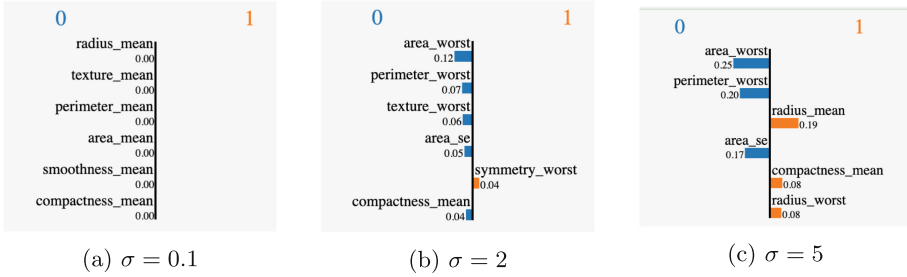 0 1
radius_mean
0.00
texture_mean
0.00
perimeter_mean
0.00
area_mean
0.00
smoothness_mean
0.00
compactness_mean
0.00
(a) σ = 0.1
0 1
area_worst
0.12
perimeter_worst
0.07
texture_worst
0.06
area_se
0.05
symmetry_worst
0.04
compactness_mean
0.04
(b) σ = 2
0 1
area_worst
0.25
perimeter_worst
0.20
radius_mean
0.19
area_se
0.17
compactness_mean
0.08
radius_worst
0.08
(c) σ = 5